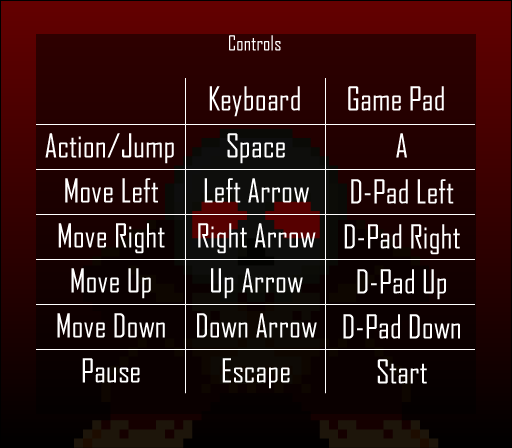 Controls
Keyboard Game Pad
Action/Jump Space A
Move Left Left Arrow D-Pad Left
Move Right Right Arrow D-Pad Right
Move Up Up Arrow D-Pad Up
Move Down Down Arrow D-Pad Down
Pause Escape Start